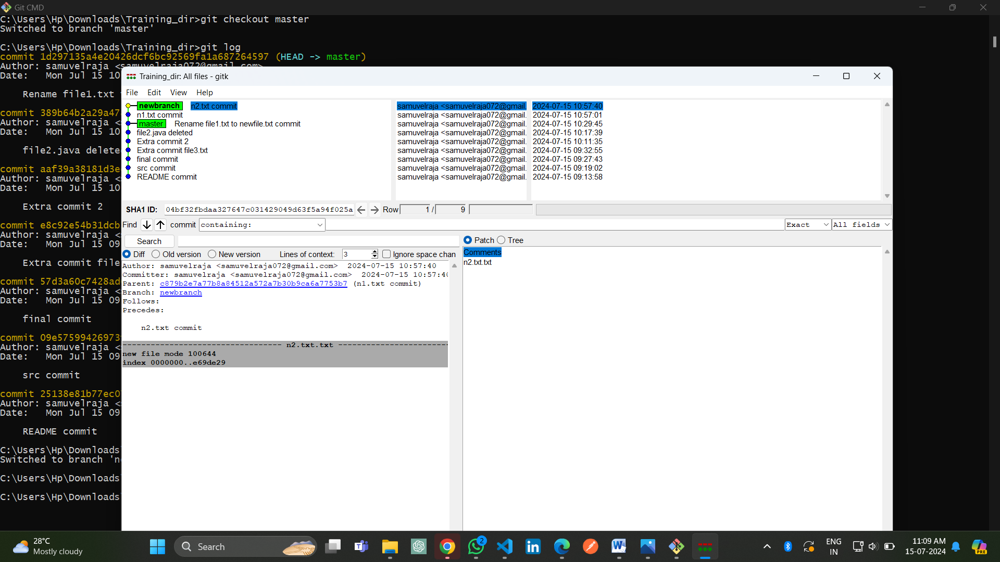 Git CMD
C:\Users\Hp\Downloads\Training_dir>git checkout master
Switched to branch 'master'
C:\Users\Hp\Downloads\Training_dir>git log
commit 1d297135a4e20426dcf6bc92569fa1a687264597 (HEAD -> master)
Author: samuvelraja <samuvelraja072@gmail.com>
Date:   Mon Jul 15 10
Rename file1.txt
commit 389b64b2a29a47
Author: samuvelraja <
Date:   Mon Jul 15 10
file2.java delete
commit aaf39a38181d3e
Author: samuvelraja <
Date:   Mon Jul 15 10
Extra commit 2
commit e8c92e54b31dcb
Author: samuvelraja <
Date:   Mon Jul 15 09
Extra commit file
commit 57d3a60c7428ad
Author: samuvelraja <
Date:   Mon Jul 15 09
final commit
commit 09e57599426973
Author: samuvelraja <
Date:   Mon Jul 15 09
src commit
commit 25138e81b77ec0
Author: samuvelraja <
Date:   Mon Jul 15 09
README commit
C:\Users\Hp\Downloads
Switched to branch 'n
C:\Users\Hp\Downloads
C:\Users\Hp\Downloads
Training_dir: All files - gitk
File Edit View Help
newbranch n2.txt commit samuvelraja <samuvelraja072@gmail. 2024-07-15 10:57:40
n1.txt commit samuvelraja <samuvelraja072@gmail. 2024-07-15 10:57:01
master Rename file1.txt to newfile.txt commit samuvelraja <samuvelraja072@gmail. 2024-07-15 10:29:45
file2.java deleted samuvelraja <samuvelraja072@gmail. 2024-07-15 10:17:39
Extra commit 2 samuvelraja <samuvelraja072@gmail. 2024-07-15 10:11:35
Extra commit file3.txt samuvelraja <samuvelraja072@gmail. 2024-07-15 09:32:55
final commit samuvelraja <samuvelraja072@gmail. 2024-07-15 09:27:43
src commit samuvelraja <samuvelraja072@gmail. 2024-07-15 09:19:02
README commit samuvelraja <samuvelraja072@gmail. 2024-07-15 09:13:58
SHA1 ID: 04bf32fbdaa327647c031429049d63f5a94f025a Row 1 / 9
Find commit containing: Exact All fields
Search
Patch Tree
Diff Old version New version Lines of context: 3 Ignore space chan
Author: samuvelraja <samuvelraja072@gmail.com>  2024-07-15 10:57:40
Committer: samuvelraja <samuvelraja072@gmail.com>  2024-07-15 10:57:40
Parent: c879b2e7a77b8a84512a572a7b30b9ca6a7753b7 (n1.txt commit)
Branch: newbranch
Follows:
Precedes:
n2.txt commit
---------------------------------- n2.txt.txt ------------------------
new file mode 100644
index 0000000..e69de29
Comments
n2.txt.txt
28°C
Mostly cloudy
Search
2
ENG
IN
11:09 AM
15-07-2024
PRE